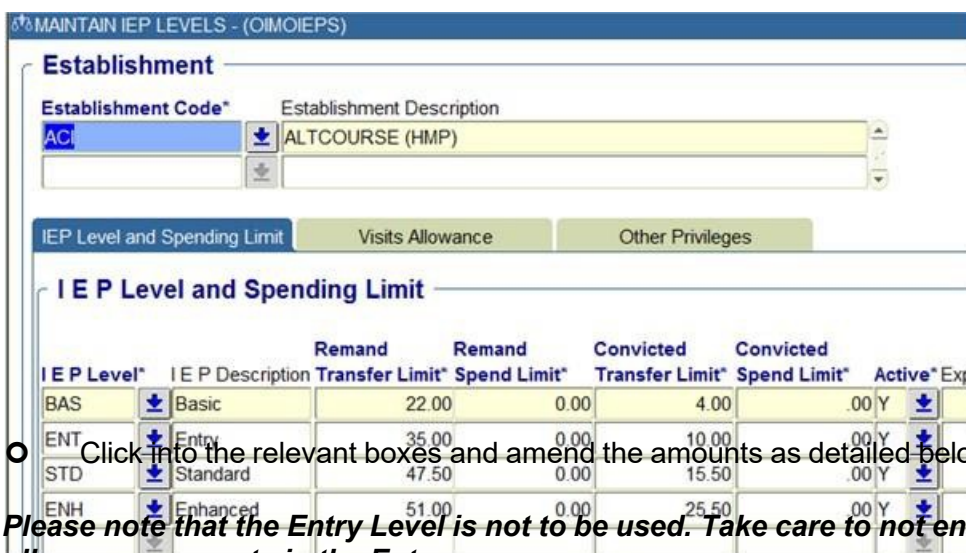 MAINTAIN IEP LEVELS - (OIMOIEPS)
Establishment
Establishment Code* Establishment Description
ACI ALTCOURSE (HMP)
IEP Level and Spending Limit Visits Allowance Other Privileges
I E P Level and Spending Limit
Remand Remand Convicted Convicted
I E P Level* I E P Description Transfer Limit* Spend Limit* Transfer Limit* Spend Limit* Active* Exp
BAS Basic 22.00 0.00 4.00 .00 Y
ENT Entry 35.00 0.00 10.00 .00 Y
o Click into the relevant boxes and amend the amounts as detailed belo
STD Standard 47.50 0.00 15.50 .00 Y
ENH Enhanced 51.00 0.00 25.50 .00 Y
Please note that the Entry Level is not to be used. Take care to not en